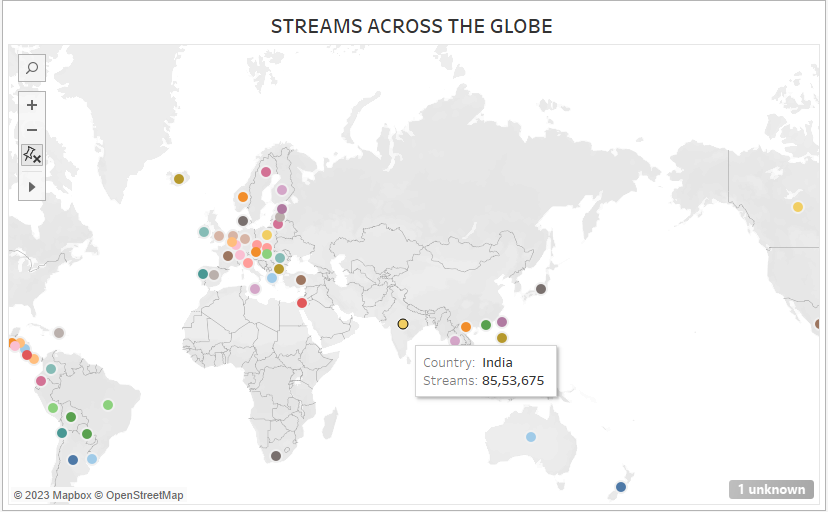 STREAMS ACROSS THE GLOBE
Country: India
Streams: 85,53,675
© 2023 Mapbox © OpenStreetMap
1 unknown